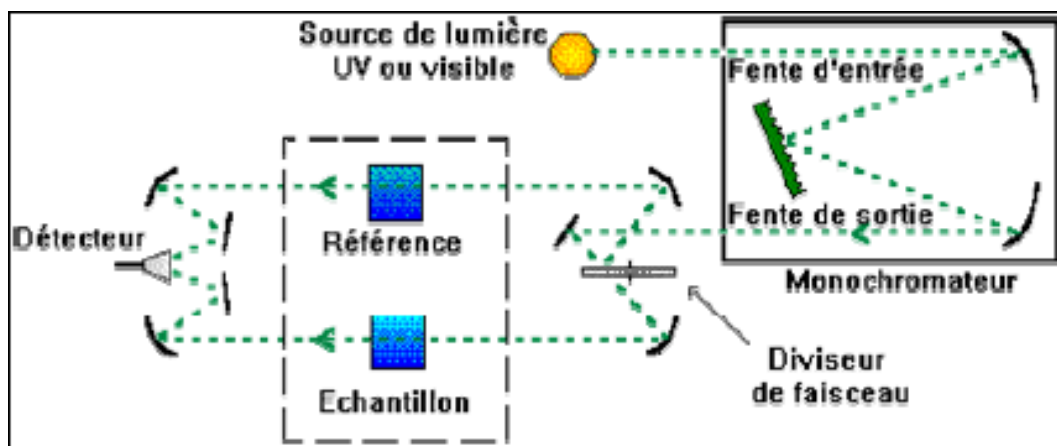 Source de lumière
UV ou visible
Fente d'entrée
Fente de sortie
Détecteur
Référence
Monochromateur
Echantillon
Diviseur
de faisceau